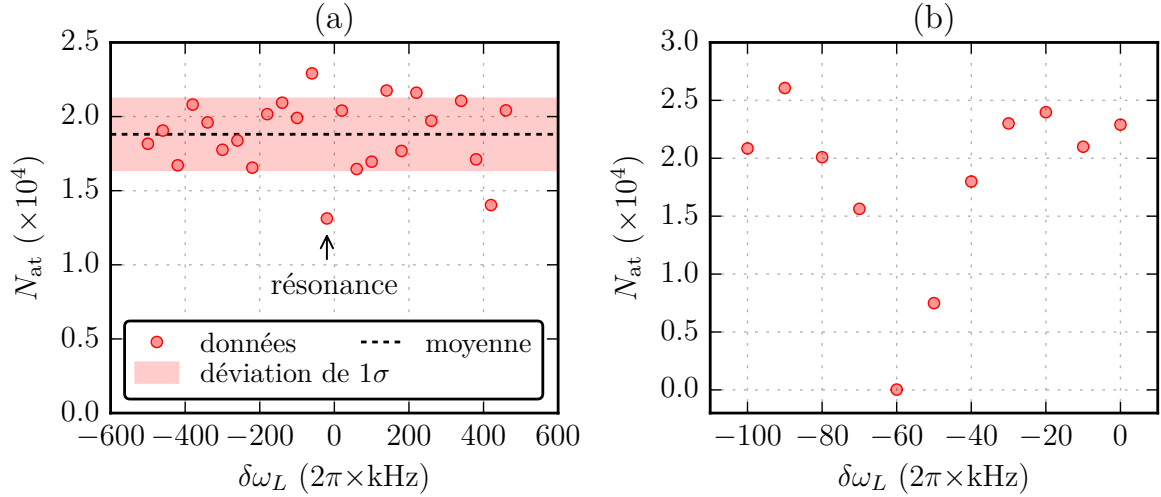 (a)
2.5
2.0
1.5
1.0
0.5
0.0
N_at (×10^4)
résonance
données
moyenne
déviation de 1σ
−600 −400 −200 0 200 400 600
δω_L (2π×kHz)
(b)
3.0
2.5
2.0
1.5
1.0
0.5
0.0
N_at (×10^4)
−100 −80 −60 −40 −20 0
δω_L (2π×kHz)